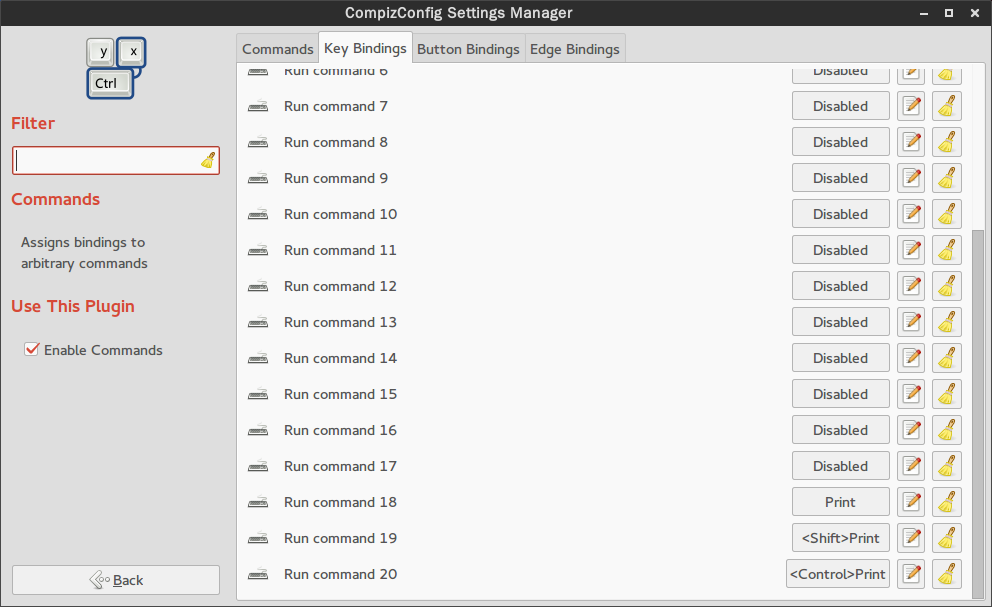 CompizConfig Settings Manager
y
x
Ctrl
Filter
Commands
Assigns bindings to
arbitrary commands
Use This Plugin
Enable Commands
Back
Commands Key Bindings Button Bindings Edge Bindings
Run command 6 Disabled
Run command 7 Disabled
Run command 8 Disabled
Run command 9 Disabled
Run command 10 Disabled
Run command 11 Disabled
Run command 12 Disabled
Run command 13 Disabled
Run command 14 Disabled
Run command 15 Disabled
Run command 16 Disabled
Run command 17 Disabled
Run command 18 Print
Run command 19 <Shift>Print
Run command 20 <Control>Print